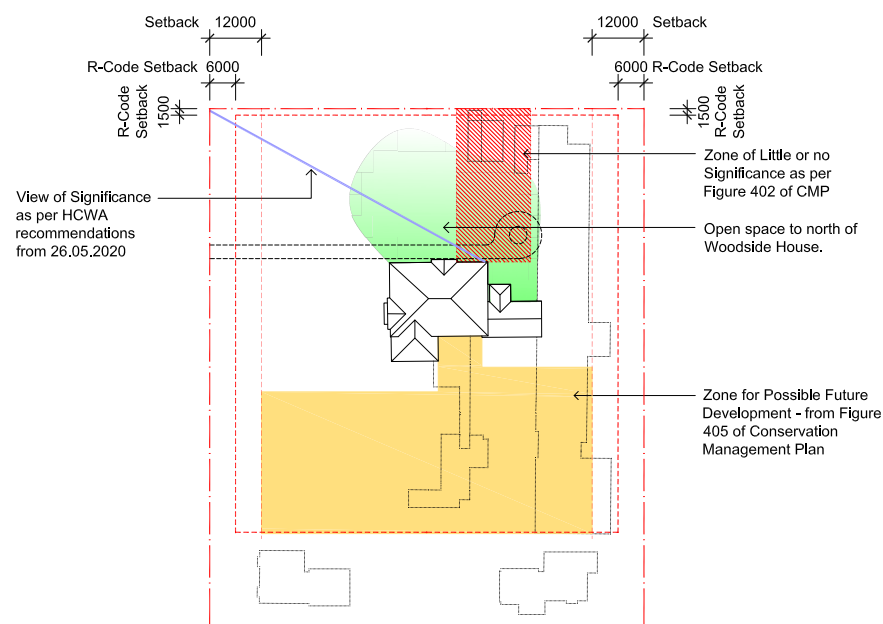 Setback
12000
12000
Setback
R-Code Setback
6000
6000
R-Code Setback
R-Code
Setback
1500
1500
R-Code
Setback
Zone of Little or no
Significance as per
Figure 402 of CMP
View of Significance
as per HCWA
recommendations
from 26.05.2020
Open space to north of
Woodside House.
Zone for Possible Future
Development - from Figure
405 of Conservation
Management Plan